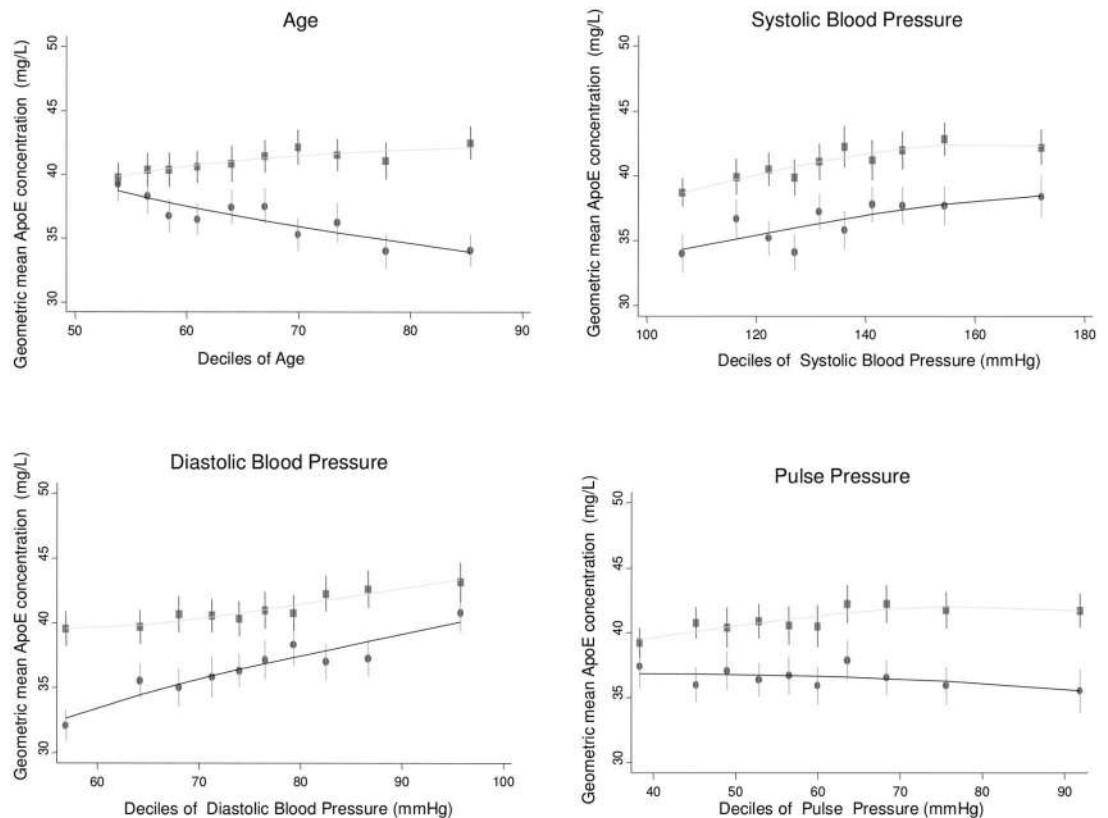 Age
Geometric mean ApoE concentration (mg/L)
50
45
40
35
30
50 60 70 80 90
Deciles of Age
Systolic Blood Pressure
Geometric mean ApoE concentration (mg/L)
50
45
40
35
30
100 120 140 160 180
Deciles of Systolic Blood Pressure (mmHg)
Diastolic Blood Pressure
Geometric mean ApoE concentration (mg/L)
50
45
40
35
30
60 70 80 90 100
Deciles of Diastolic Blood Pressure (mmHg)
Pulse Pressure
Geometric mean ApoE concentration (mg/L)
50
45
40
35
30
40 50 60 70 80 90
Deciles of Pulse Pressure (mmHg)